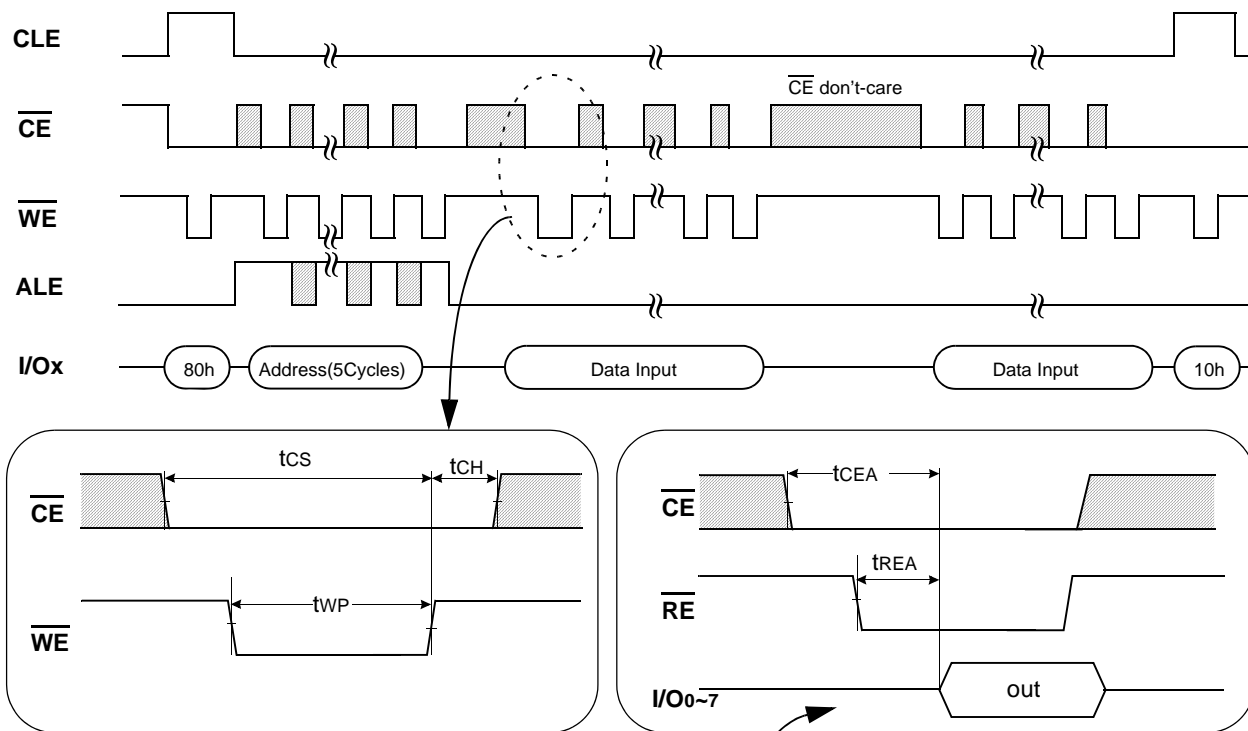 CLE
CE don't-care
CE
WE
ALE
I/Ox
80h
Address(5Cycles)
Data Input
Data Input
10h
tCS
tCH
CE
tWP
WE
tCEA
CE
tREA
RE
I/O0~7
out